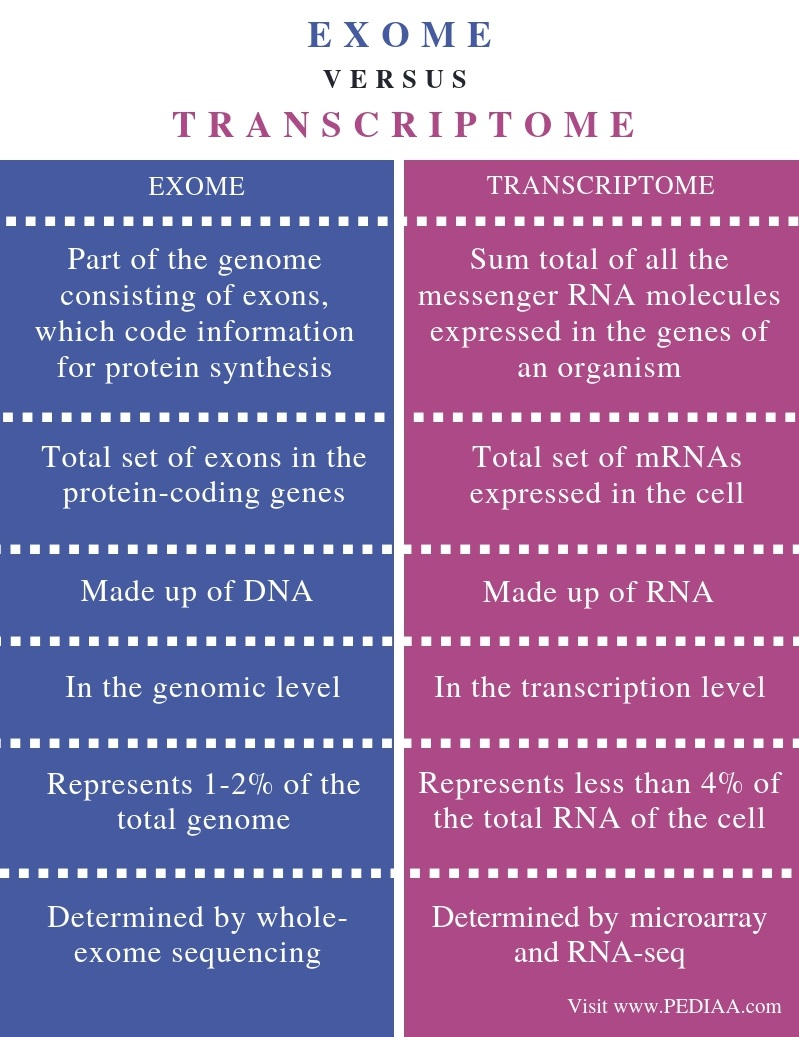 EXOME
VERSUS
TRANSCRIPTOME
EXOME
Part of the genome
consisting of exons,
which code information
for protein synthesis
Total set of exons in the
protein-coding genes
Made up of DNA
In the genomic level
Represents 1-2% of the
total genome
Determined by whole-
exome sequencing
TRANSCRIPTOME
Sum total of all the
messenger RNA molecules
expressed in the genes of
an organism
Total set of mRNAs
expressed in the cell
Made up of RNA
In the transcription level
Represents less than 4% of
the total RNA of the cell
Determined by microarray
and RNA-seq
Visit www.PEDIAA.com